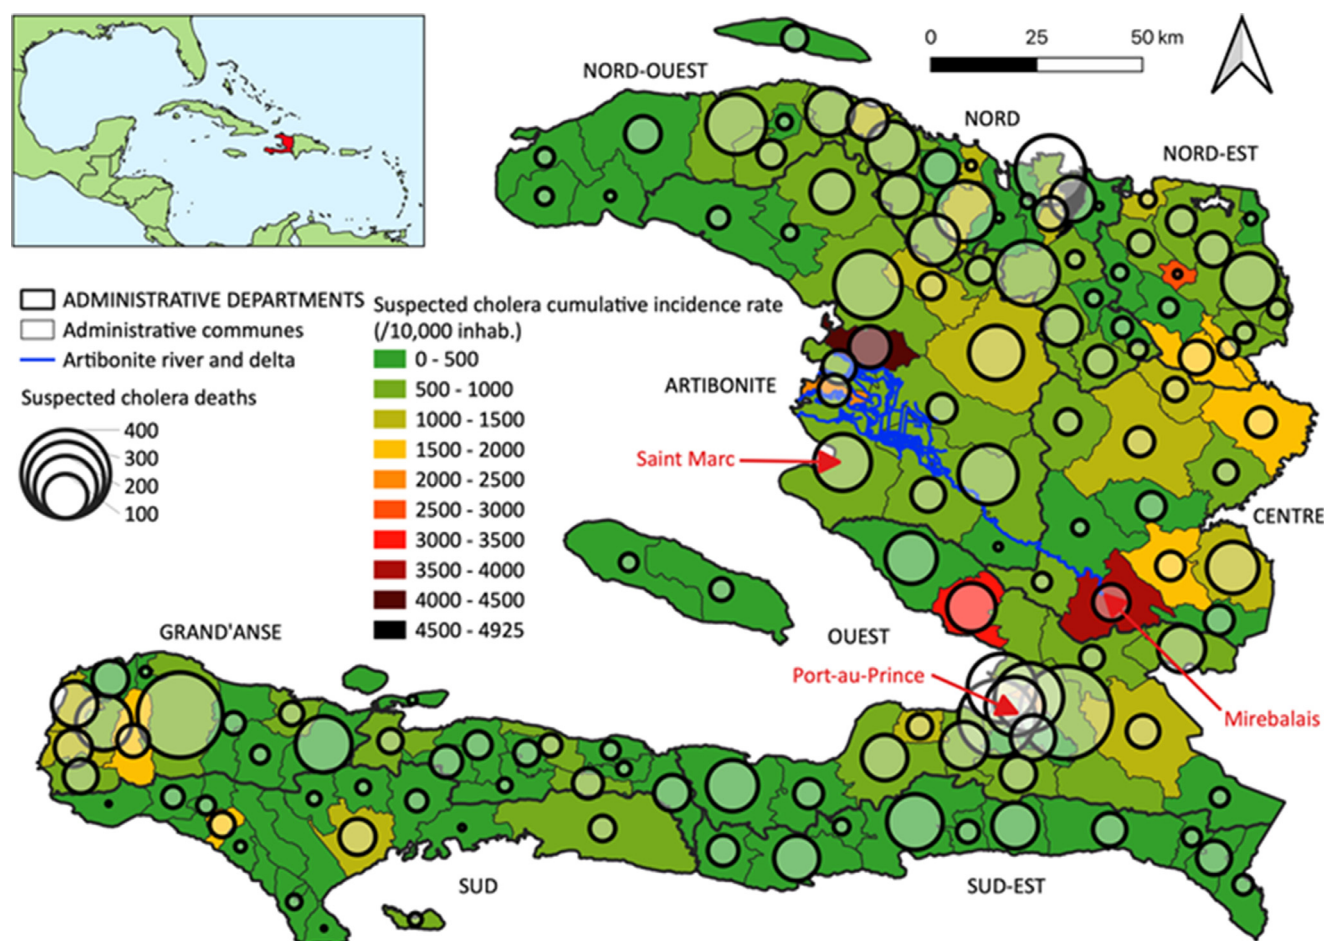 0 25 50 km
NORD-OUEST
NORD
NORD-EST
ADMINISTRATIVE DEPARTMENTS
Administrative communes
Artibonite river and delta
Suspected cholera deaths
400
300
200
100
Suspected cholera cumulative incidence rate
(/10,000 inhab.)
0 - 500
500 - 1000
1000 - 1500
1500 - 2000
2000 - 2500
2500 - 3000
3000 - 3500
3500 - 4000
4000 - 4500
4500 - 4925
ARTIBONITE
Saint Marc
CENTRE
GRAND'ANSE
OUEST
Port-au-Prince
Mirebalais
SUD
SUD-EST